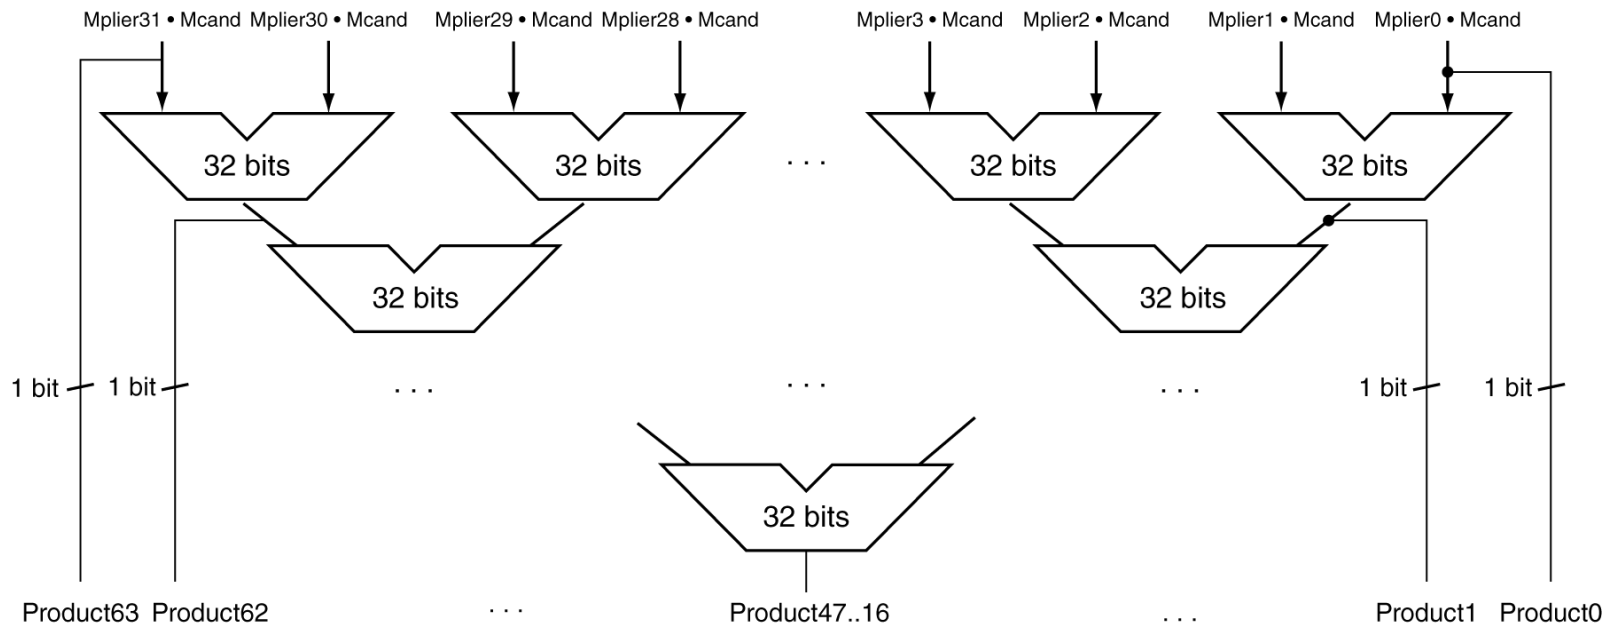 Mplier31 • Mcand Mplier30 • Mcand Mplier29 • Mcand Mplier28 • Mcand Mplier3 • Mcand Mplier2 • Mcand Mplier1 • Mcand Mplier0 • Mcand
32 bits 32 bits . . . 32 bits 32 bits
32 bits 32 bits
1 bit 1 bit . . . . . . . . . 1 bit 1 bit
32 bits
Product63 Product62 . . . Product47..16 . . . Product1 Product0